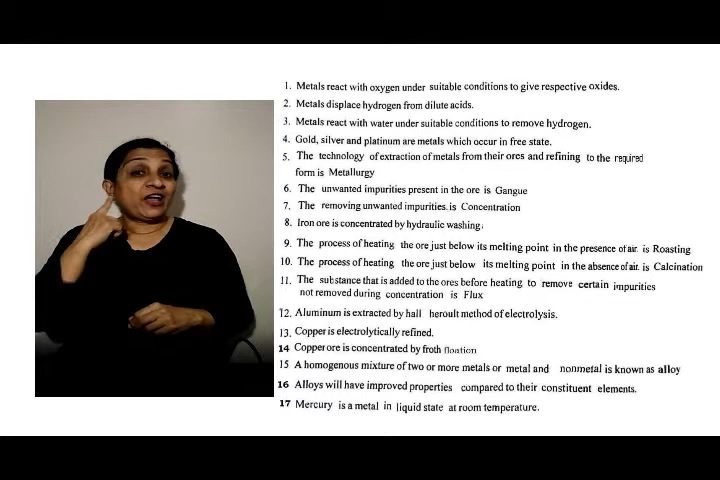 1. Metals react with oxygen under suitable conditions to give respective oxides.
2. Metals displace hydrogen from dilute acids.
3. Metals react with water under suitable conditions to remove hydrogen.
4. Gold, silver and platinum are metals which occur in free state.
5. The technology of extraction of metals from their ores and refining to the required
form is Metallurgy
6. The unwanted impurities present in the ore is Gangue
7. The removing unwanted impurities. is Concentration
8. Iron ore is concentrated by hydraulic washing.
9. The process of heating the ore just below its melting point in the presence of air. is Roasting
10. The process of heating the ore just below its melting point in the absence of air. is Calcination
11. The substance that is added to the ores before heating to remove certain impurities
not removed during concentration is Flux
12. Aluminum is extracted by hall heroult method of electrolysis.
13. Copper is electrolytically refined.
14 Copper ore is concentrated by froth floation
15 A homogenous mixture of two or more metals or metal and nonmetal is known as alloy
16 Alloys will have improved properties compared to their constituent elements.
17 Mercury is a metal in liquid state at room temperature.